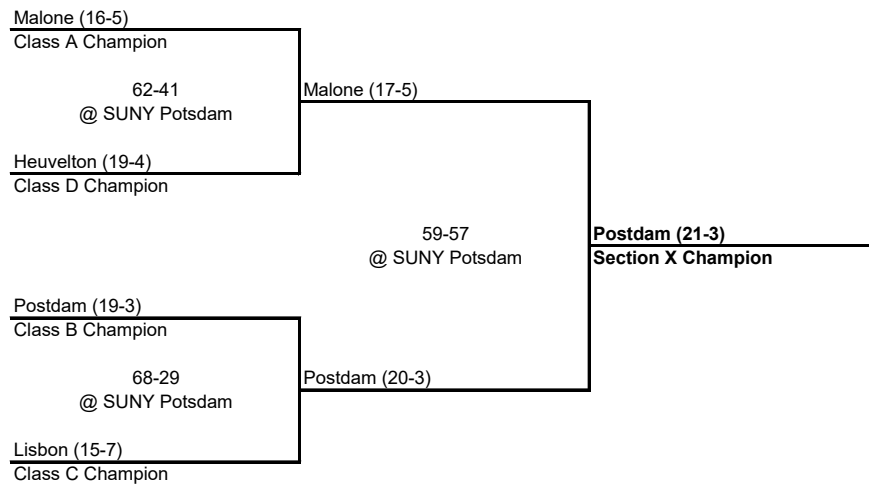 Malone (16-5)
Class A Champion
62-41
@ SUNY Potsdam
Malone (17-5)
Heuvelton (19-4)
Class D Champion
59-57
@ SUNY Potsdam
Postdam (21-3)
Section X Champion
Postdam (19-3)
Class B Champion
68-29
@ SUNY Potsdam
Postdam (20-3)
Lisbon (15-7)
Class C Champion